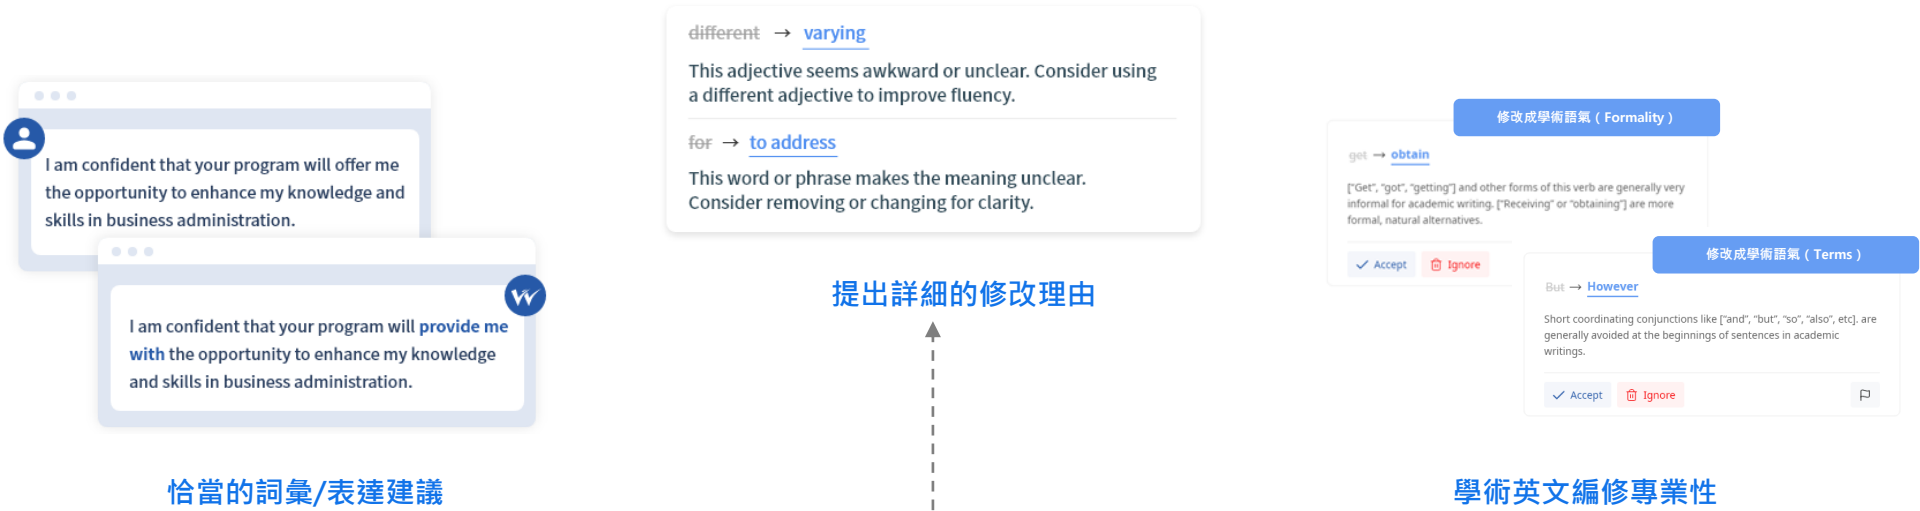 I am confident that your program will offer me
the opportunity to enhance my knowledge and
skills in business administration.
I am confident that your program will provide me
with the opportunity to enhance my knowledge
and skills in business administration.
恰當的詞彙/表達建議
different → varying
This adjective seems awkward or unclear. Consider using
a different adjective to improve fluency.
for → to address
This word or phrase makes the meaning unclear.
Consider removing or changing for clarity.
提出詳細的修改理由
修改成學術語氣 ( Formality )
get → obtain
["Get", "got", "getting"] and other forms of this verb are generally very
informal for academic writing. ["Receiving" or "obtaining"] are more
formal, natural alternatives.
Accept Ignore
修改成學術語氣 ( Terms )
But → However
Short coordinating conjunctions like ["and", "but", "so", "also", etc]. are
generally avoided at the beginnings of sentences in academic
writings.
Accept Ignore
學術英文編修專業性